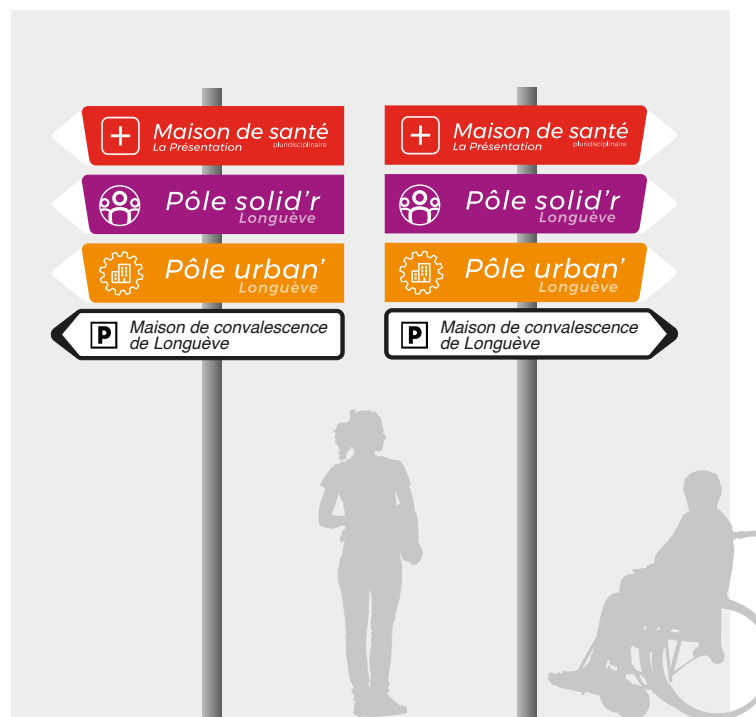 Maison de santé
La Présentation pluridisciplinaire
Pôle solid'r
Longuève
Pôle urban'
Longuève
P Maison de convalescence
de Longuève
Maison de santé
La Présentation pluridisciplinaire
Pôle solid'r
Longuève
Pôle urban'
Longuève
P Maison de convalescence
de Longuève